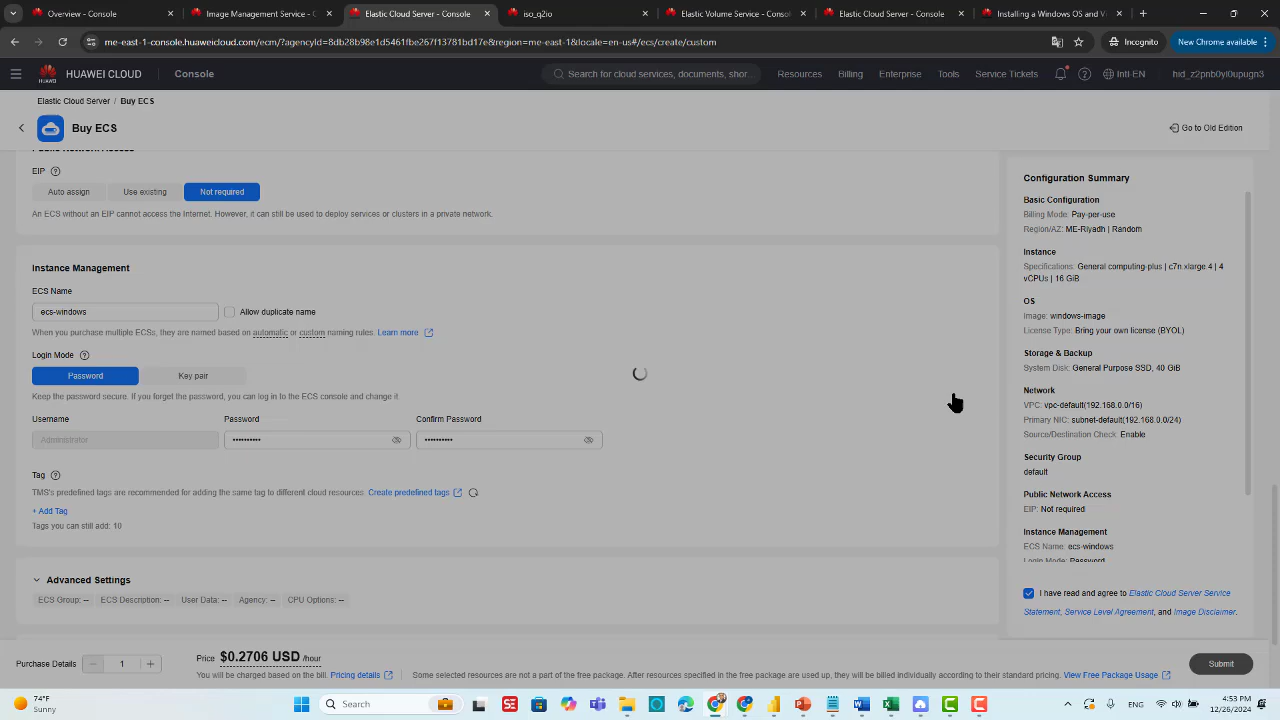 Overview - Console
Image Management Service - C
Elastic Cloud Server - Console
iso_q2io
Elastic Volume Service - Conso
Elastic Cloud Server - Console
Installing a Windows OS and V
me-east-1-console.huaweicloud.com/ecm/?agencyId=8db28b98e1d5461fbe267f13781bd17e&region=me-east-1&locale=en-us#/ecs/create/custom
Incognito
New Chrome available
HUAWEI CLOUD
Console
Search for cloud services, documents, shor...
Resources
Billing
Enterprise
Tools
Service Tickets
Intl-EN
hid_z2pnb0yl0upugn3
Elastic Cloud Server / Buy ECS
Buy ECS
Go to Old Edition
Public Network Access
EIP
Auto assign
Use existing
Not required
An ECS without an EIP cannot access the Internet. However, it can still be used to deploy services or clusters in a private network.
Instance Management
ECS Name
ecs-windows
Allow duplicate name
When you purchase multiple ECSs, they are named based on automatic or custom naming rules. Learn more
Login Mode
Password
Key pair
Keep the password secure. If you forget the password, you can log in to the ECS console and change it.
Username
Password
Confirm Password
Administrator
••••••••••
••••••••••
Tag
TMS's predefined tags are recommended for adding the same tag to different cloud resources. Create predefined tags
+ Add Tag
Tags you can still add: 10
Advanced Settings
ECS Group: -- ECS Description: -- User Data: -- Agency: -- CPU Options: --
Configuration Summary
Basic Configuration
Billing Mode: Pay-per-use
Region/AZ: ME-Riyadh | Random
Instance
Specifications: General computing-plus | c7n.xlarge.4 | 4
vCPUs | 16 GiB
OS
Image: windows-image
License Type: Bring your own license (BYOL)
Storage & Backup
System Disk: General Purpose SSD, 40 GiB
Network
VPC: vpc-default(192.168.0.0/16)
Primary NIC: subnet-default(192.168.0.0/24)
Source/Destination Check: Enable
Security Group
default
Public Network Access
EIP: Not required
Instance Management
ECS Name: ecs-windows
Login Mode: Password
I have read and agree to Elastic Cloud Server Service
Statement, Service Level Agreement, and Image Disclaimer.
Purchase Details
1
Price $0.2706 USD /hour
You will be charged based on the bill. Pricing details
Some selected resources are not a part of the free package. After resources specified in the free package are used up, they will be billed individually according to their standard pricing. View Free Package Usage
Submit
74°F
Sunny
Search
ENG
4:53 PM
12/26/2024